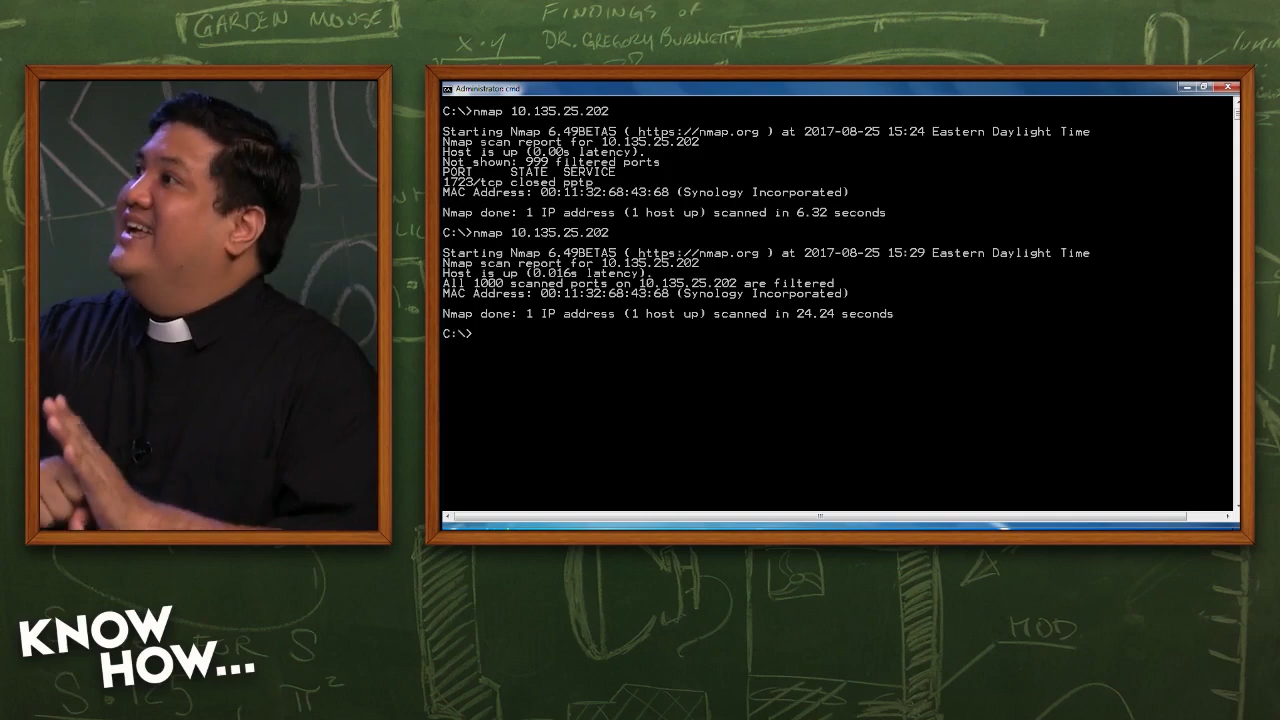 GARDEN MOUSE
FINDINGS OF
DR. GREGORY BURNETT
X·Y
Administrator: cmd
C:\>nmap 10.135.25.202
Starting Nmap 6.49BETA5 ( https://nmap.org ) at 2017-08-25 15:24 Eastern Daylight Time
Nmap scan report for 10.135.25.202
Host is up (0.00s latency).
Not shown: 999 filtered ports
PORT STATE SERVICE
1723/tcp closed pptp
MAC Address: 00:11:32:68:43:68 (Synology Incorporated)
Nmap done: 1 IP address (1 host up) scanned in 6.32 seconds
C:\>nmap 10.135.25.202
Starting Nmap 6.49BETA5 ( https://nmap.org ) at 2017-08-25 15:29 Eastern Daylight Time
Nmap scan report for 10.135.25.202
Host is up (0.016s latency).
All 1000 scanned ports on 10.135.25.202 are filtered
MAC Address: 00:11:32:68:43:68 (Synology Incorporated)
Nmap done: 1 IP address (1 host up) scanned in 24.24 seconds
C:\>
KNOW
HOW...
MOD
π²